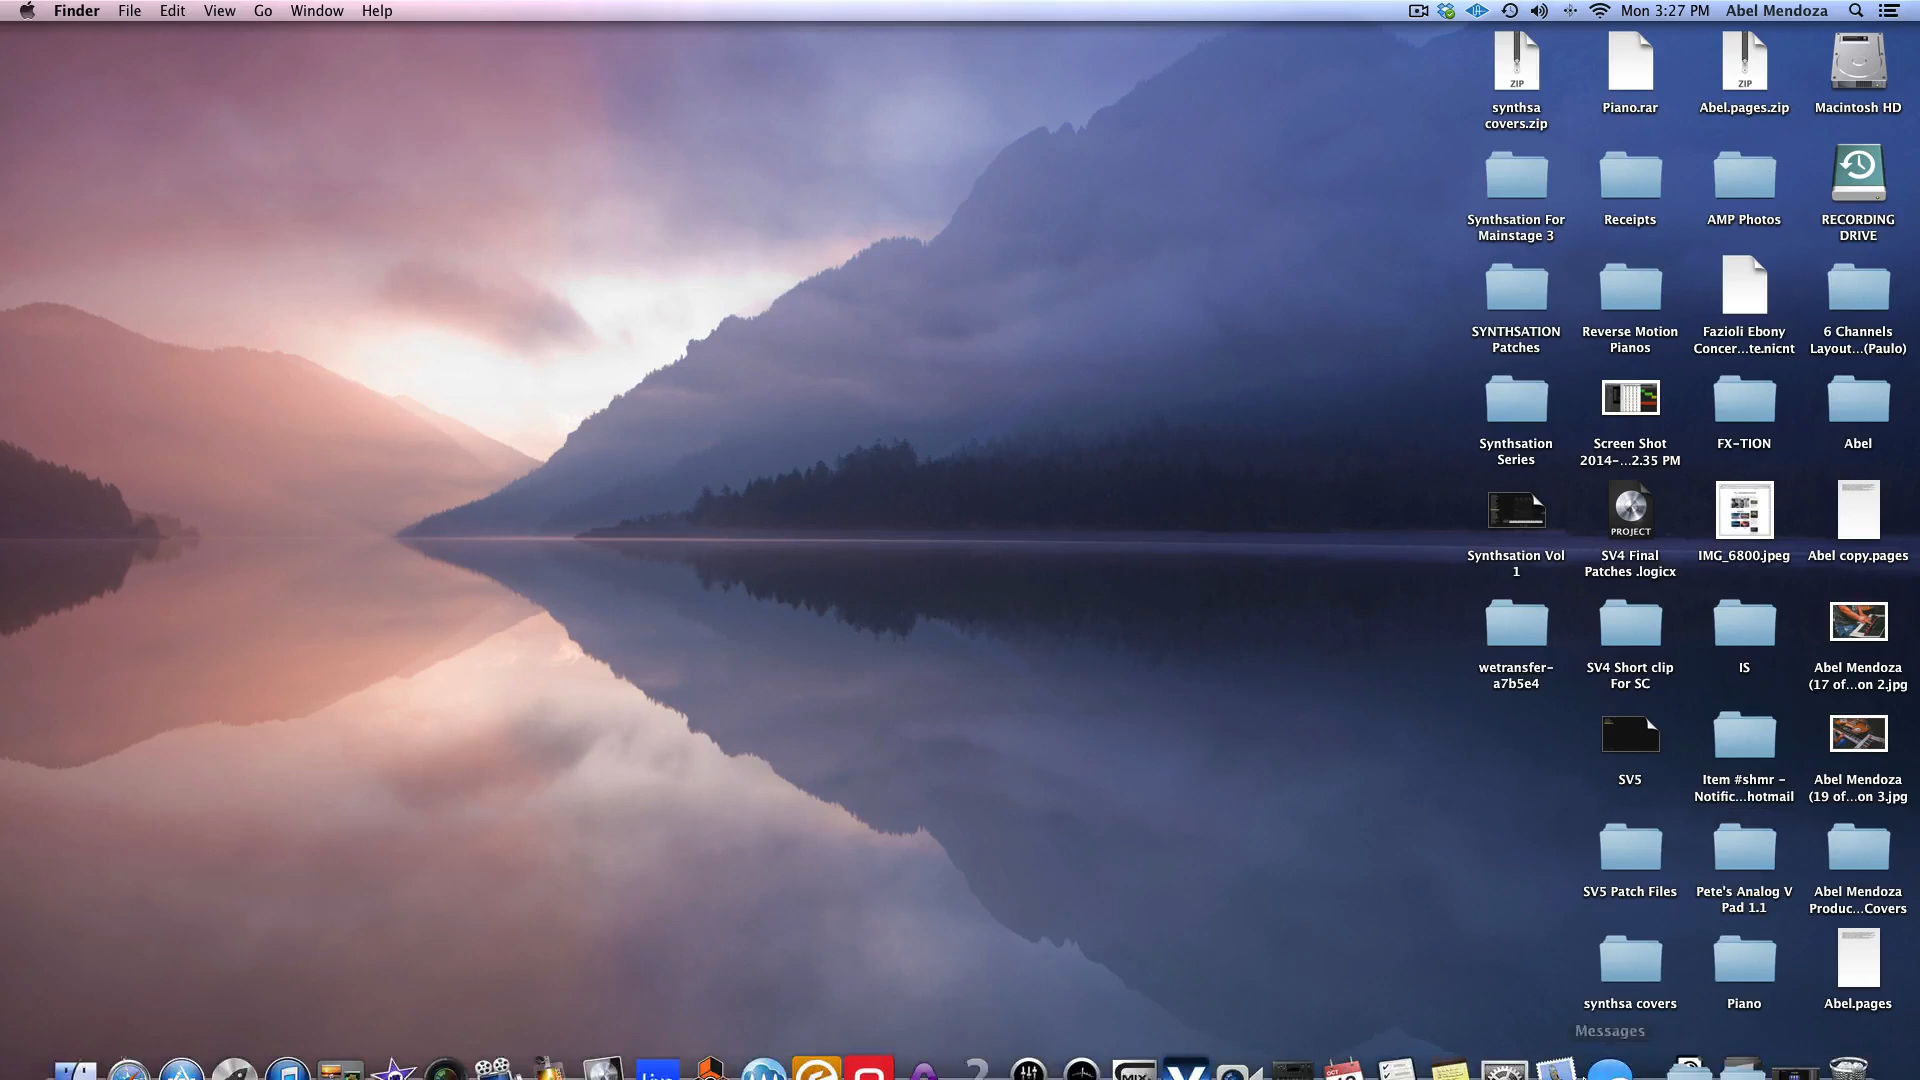 Finder File Edit View Go Window Help
Mon 3:27 PM Abel Mendoza
ZIP
ZIP
synthsa
covers.zip
Piano.rar
Abel.pages.zip
Macintosh HD
Synthsation For
Mainstage 3
Receipts
AMP Photos
RECORDING
DRIVE
SYNTHSATION
Patches
Reverse Motion
Pianos
Fazioli Ebony
Concer...te.nicnt
6 Channels
Layout...(Paulo)
Synthsation
Series
Screen Shot
2014-...2.35 PM
FX-TION
Abel
PROJECT
Synthsation Vol
1
SV4 Final
Patches .logicx
IMG_6800.jpeg
Abel copy.pages
wetransfer-
a7b5e4
SV4 Short clip
For SC
IS
Abel Mendoza
(17 of...on 2.jpg
SV5
Item #shmr -
Notific...hotmail
Abel Mendoza
(19 of...on 3.jpg
SV5 Patch Files
Pete's Analog V
Pad 1.1
Abel Mendoza
Produc...Covers
synthsa covers
Piano
Abel.pages
Messages
Live
?
MIX
OCT